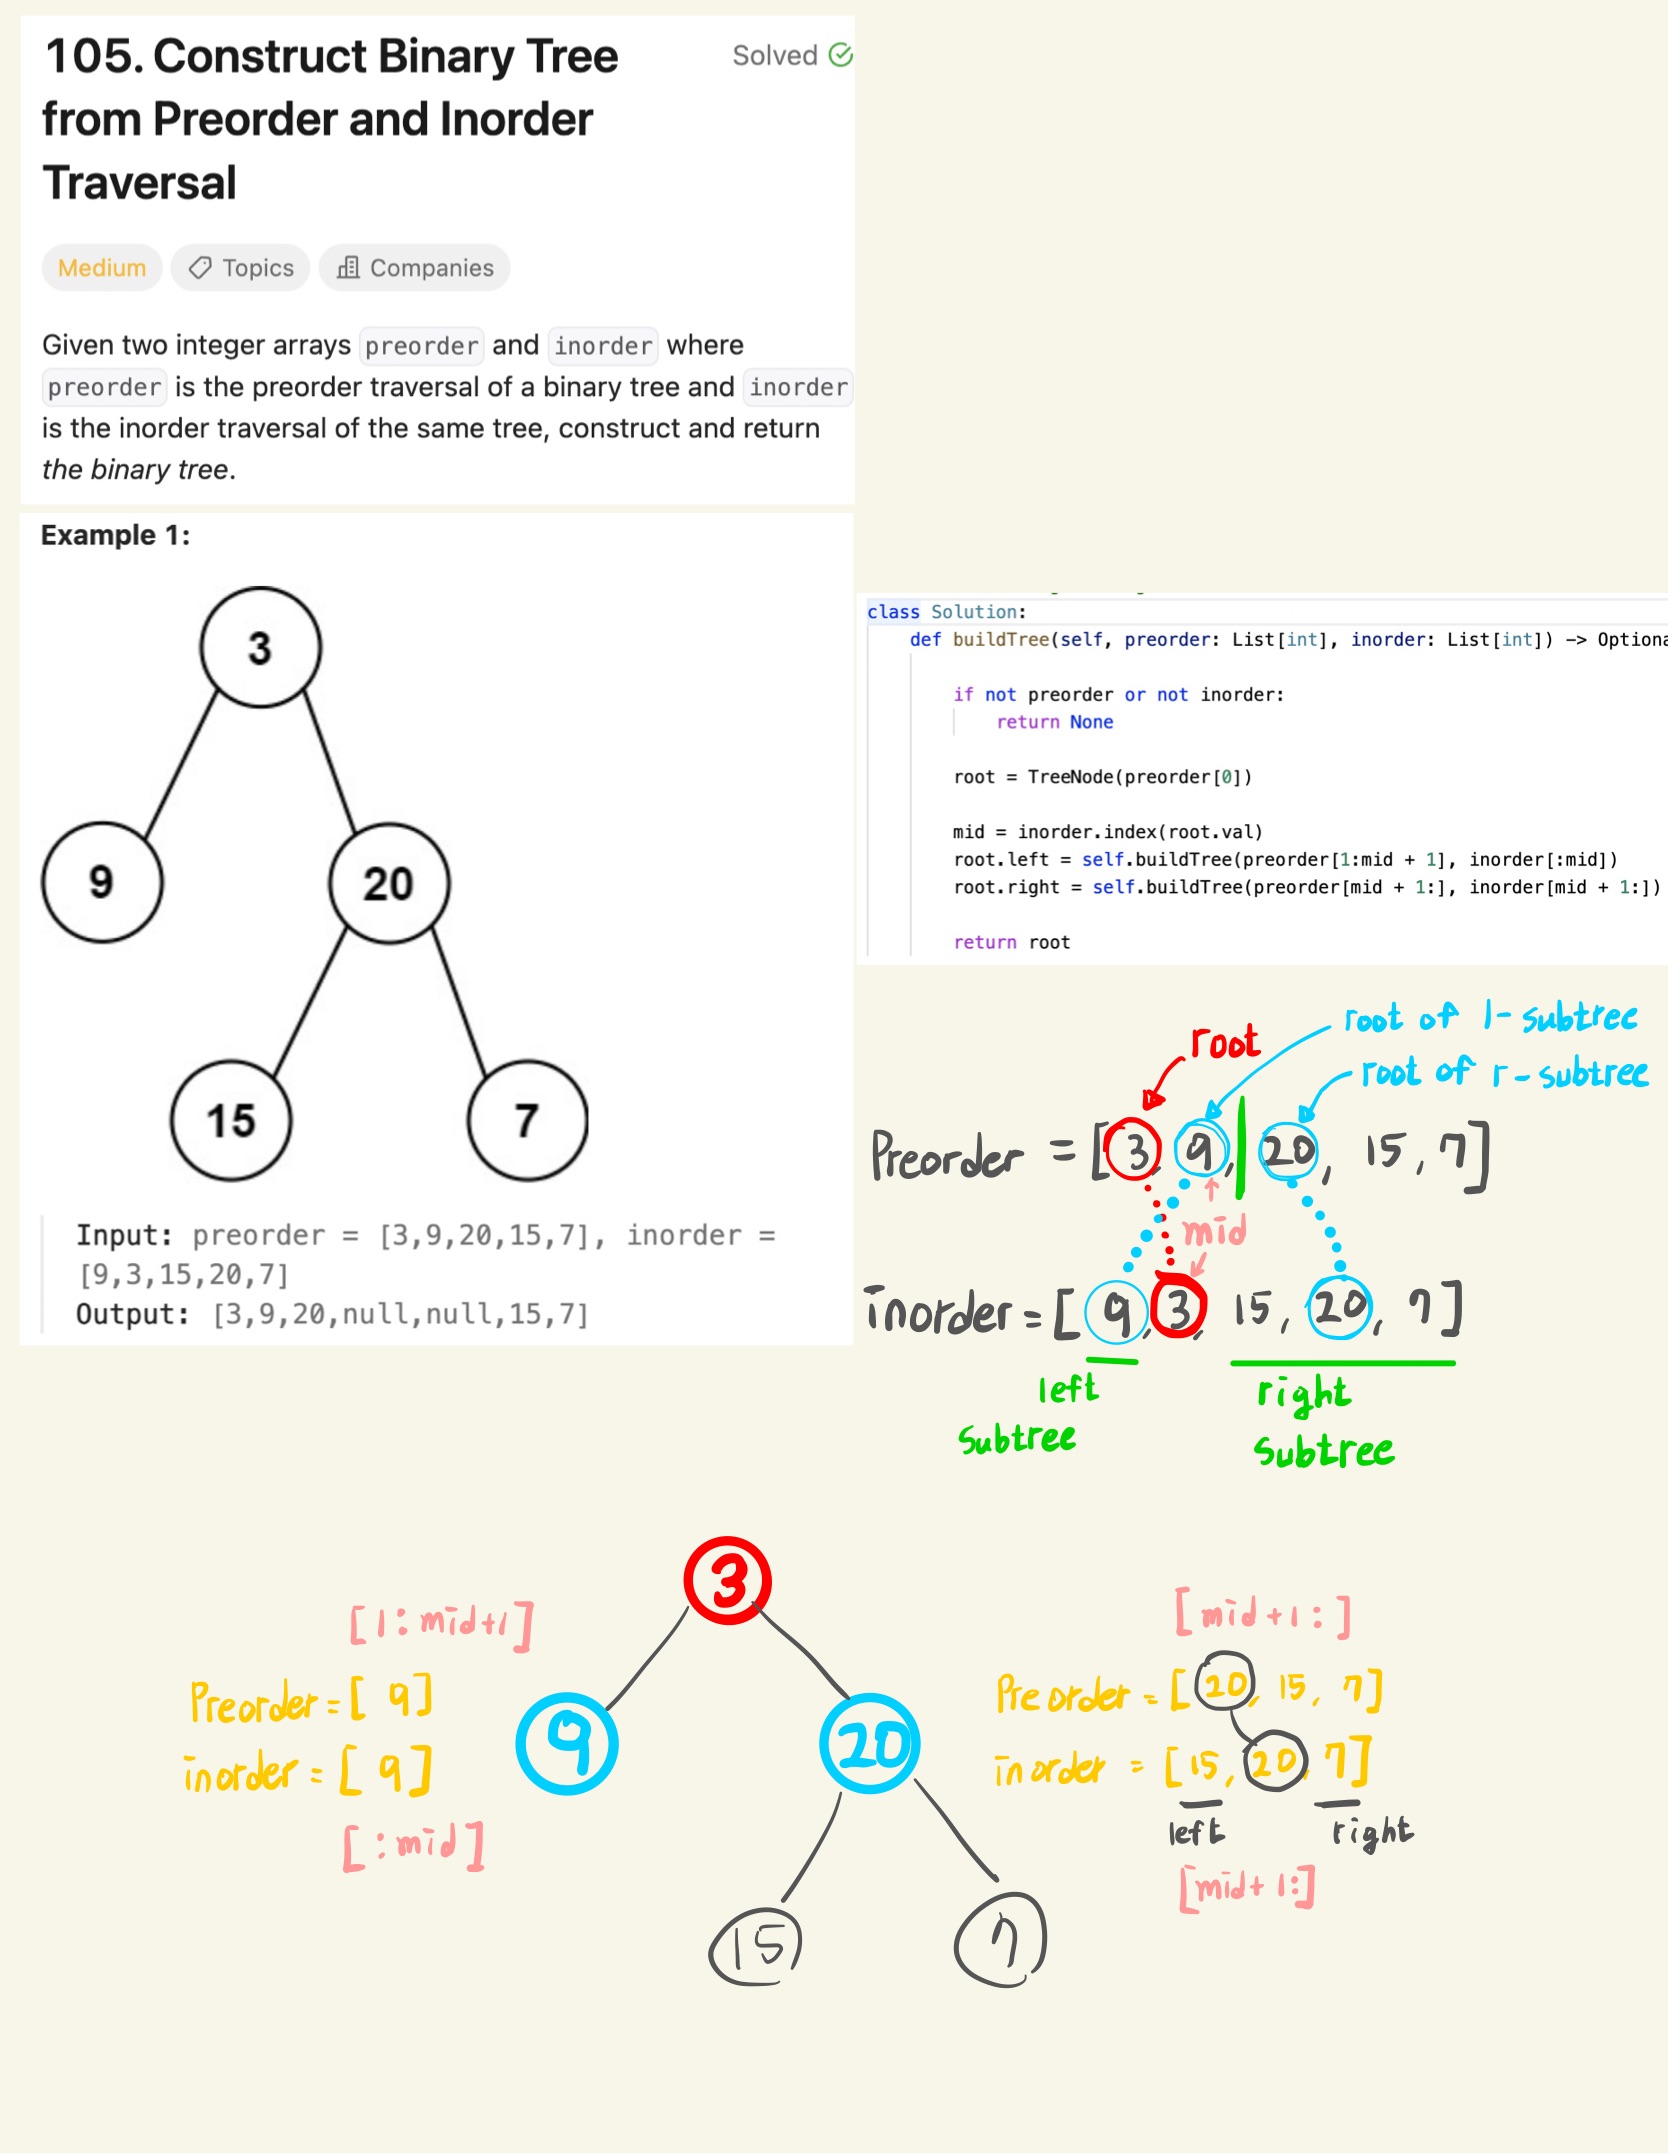 105. Construct Binary Tree
Solved
from Preorder and Inorder
Traversal
Medium
Topics
Companies
Given two integer arrays preorder and inorder where
preorder is the preorder traversal of a binary tree and inorder
is the inorder traversal of the same tree, construct and return
the binary tree.
Example 1:
3
9
20
15
7
Input: preorder = [3,9,20,15,7], inorder =
[9,3,15,20,7]
Output: [3,9,20,null,null,15,7]
class Solution:
def buildTree(self, preorder: List[int], inorder: List[int]) -> Optiona
if not preorder or not inorder:
return None
root = TreeNode(preorder[0])
mid = inorder.index(root.val)
root.left = self.buildTree(preorder[1:mid + 1], inorder[:mid])
root.right = self.buildTree(preorder[mid + 1:], inorder[mid + 1:])
return root
root
root of l-subtree
root of r-subtree
Preorder = [3, 9, 20, 15, 7]
mid
inorder = [9, 3, 15, 20, 7]
left
subtree
right
subtree
3
[1:mid+1]
Preorder = [9]
inorder = [9]
[:mid]
9
20
15
7
[mid+1:]
Preorder = [20, 15, 7]
inorder = [15, 20, 7]
left
right
[mid+1:]